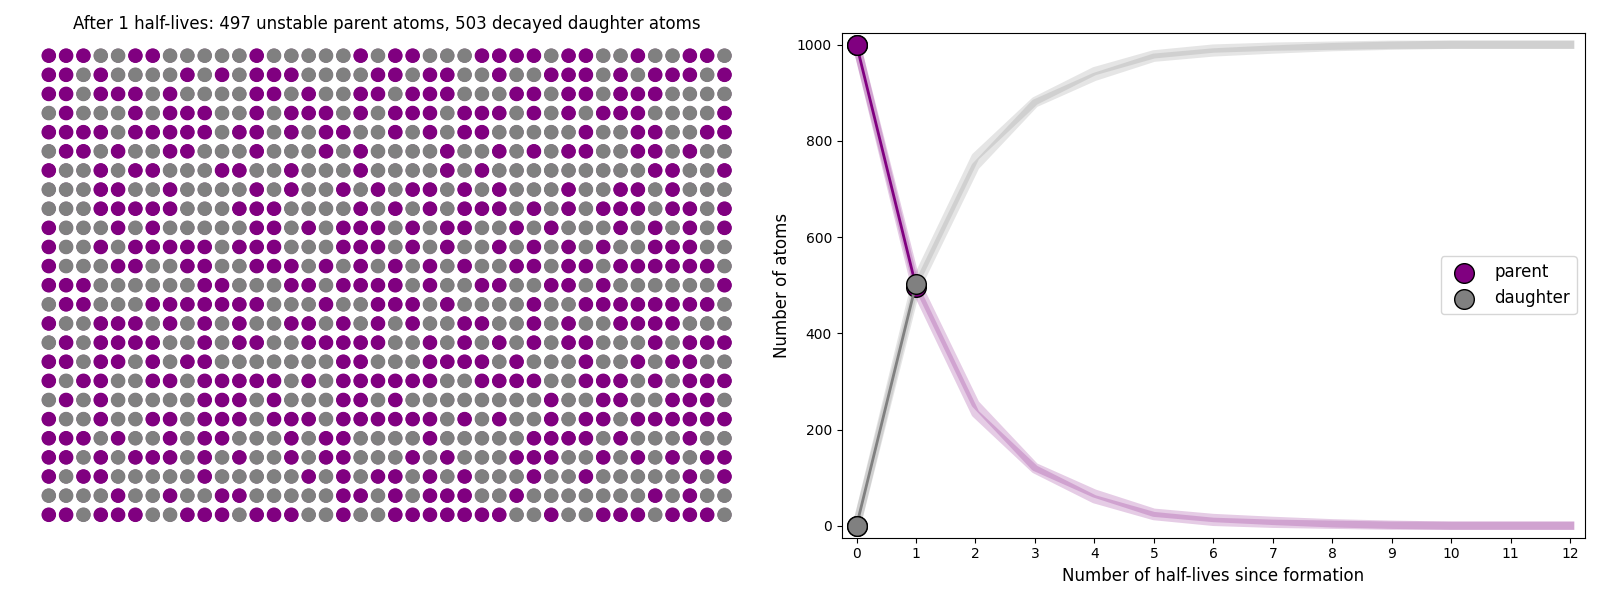 After 1 half-lives: 497 unstable parent atoms, 503 decayed daughter atoms
1000
800
600
400
200
0
Number of atoms
parent
daughter
0 1 2 3 4 5 6 7 8 9 10 11 12
Number of half-lives since formation